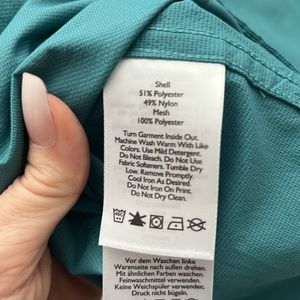 Shell
51% Polyester
49% Nylon
Mesh
100% Polyester
Turn Garment Inside Out.
Machine Wash Warm With Like
Colors. Use Mild Detergent.
Do Not Bleach. Do Not Use
Fabric Softeners. Tumble Dry
Low. Remove Promptly.
Cool Iron As Desired.
Do Not Iron On Print.
Do Not Dry Clean.
Vor dem Waschen linke
Warenseite nach außen drehen.
Mit ähnlichen Farben waschen.
Keine Weichspüler verwenden.
Druck nicht bügeln.